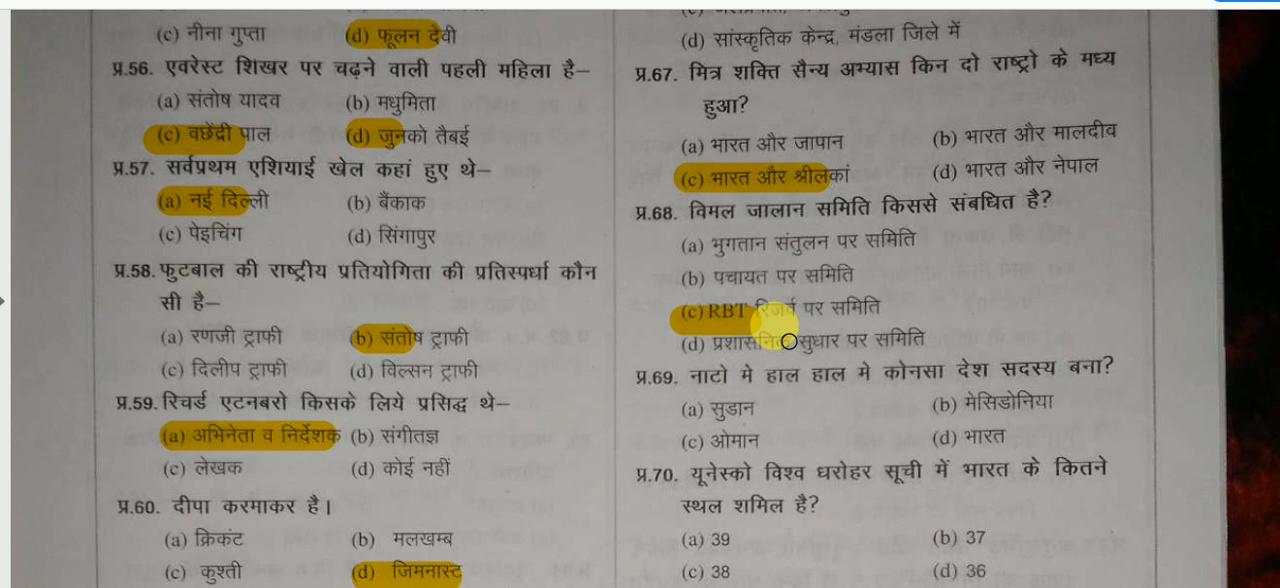 (c) नीना गुप्ता (d) फूलन देवी
प्र.56. एवरेस्ट शिखर पर चढ़ने वाली पहली महिला है–
(a) संतोष यादव (b) मधुमिता
(c) वछेंद्री पाल (d) जुनको तैबई
प्र.57. सर्वप्रथम एशियाई खेल कहां हुए थे–
(a) नई दिल्ली (b) बैंकाक
(c) पेइचिंग (d) सिंगापुर
प्र.58. फुटबाल की राष्ट्रीय प्रतियोगिता की प्रतिस्पर्धा कौन
सी है–
(a) रणजी ट्राफी (b) संतोष ट्राफी
(c) दिलीप ट्राफी (d) विल्सन ट्राफी
प्र.59. रिचर्ड एटनबरो किसके लिये प्रसिद्ध थे–
(a) अभिनेता व निर्देशक (b) संगीतज्ञ
(c) लेखक (d) कोई नहीं
प्र.60. दीपा करमाकर है।
(a) क्रिकंट (b) मलखम्ब
(c) कुश्ती (d) जिमनास्ट
(d) सांस्कृतिक केन्द्र, मंडला जिले में
प्र.67. मित्र शक्ति सैन्य अभ्यास किन दो राष्ट्रो के मध्य
हुआ?
(a) भारत और जापान (b) भारत और मालदीव
(c) भारत और श्रीलकां (d) भारत और नेपाल
प्र.68. विमल जालान समिति किससे संबधित है?
(a) भुगतान संतुलन पर समिति
(b) पचायत पर समिति
(c) RBT रिजर्व पर समिति
(d) प्रशासनिक सुधार पर समिति
प्र.69. नाटो मे हाल हाल मे कोनसा देश सदस्य बना?
(a) सुडान (b) मेसिडोनिया
(c) ओमान (d) भारत
प्र.70. यूनेस्को विश्व धरोहर सूची में भारत के कितने
स्थल शमिल है?
(a) 39 (b) 37
(c) 38 (d) 36